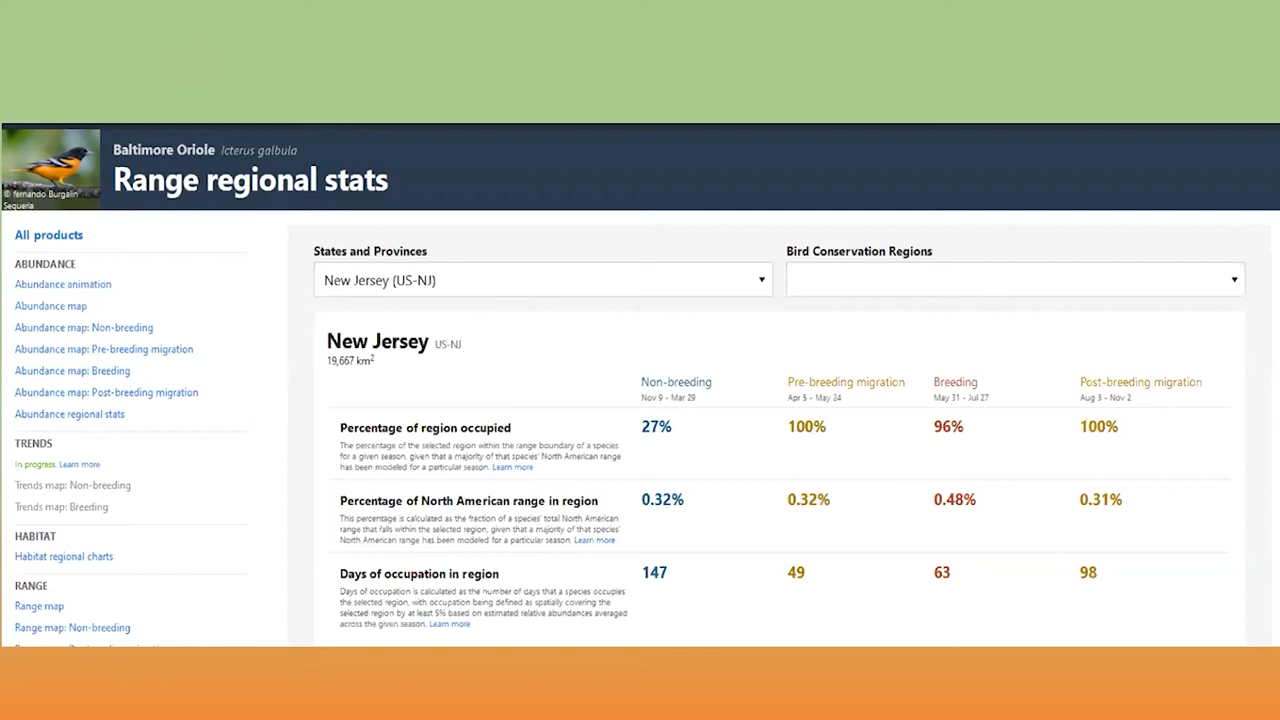 Baltimore Oriole Icterus galbula
Range regional stats
© fernando Burgalin
Sequeria
All products
ABUNDANCE
Abundance animation
Abundance map
Abundance map: Non-breeding
Abundance map: Pre-breeding migration
Abundance map: Breeding
Abundance map: Post-breeding migration
Abundance regional stats
TRENDS
In progress. Learn more
Trends map: Non-breeding
Trends map: Breeding
HABITAT
Habitat regional charts
RANGE
Range map
Range map: Non-breeding
States and Provinces
New Jersey (US-NJ)
Bird Conservation Regions
New Jersey US-NJ
19,667 km²
Non-breeding Pre-breeding migration Breeding Post-breeding migration
Nov 9 - Mar 29 Apr 5 - May 24 May 31 - Jul 27 Aug 3 - Nov 2
Percentage of region occupied 27% 100% 96% 100%
The percentage of the selected region within the range boundary of a species
for a given season, given that a majority of that species' North American range
has been modeled for a particular season. Learn more
Percentage of North American range in region 0.32% 0.32% 0.48% 0.31%
This percentage is calculated as the fraction of a species' total North American
range that falls within the selected region, given that a majority of that species'
North American range has been modeled for a particular season. Learn more
Days of occupation in region 147 49 63 98
Days of occupation is calculated as the number of days that a species occupies
the selected region, with occupation being defined as spatially covering the
selected region by at least 5% based on estimated relative abundances averaged
across the given season. Learn more